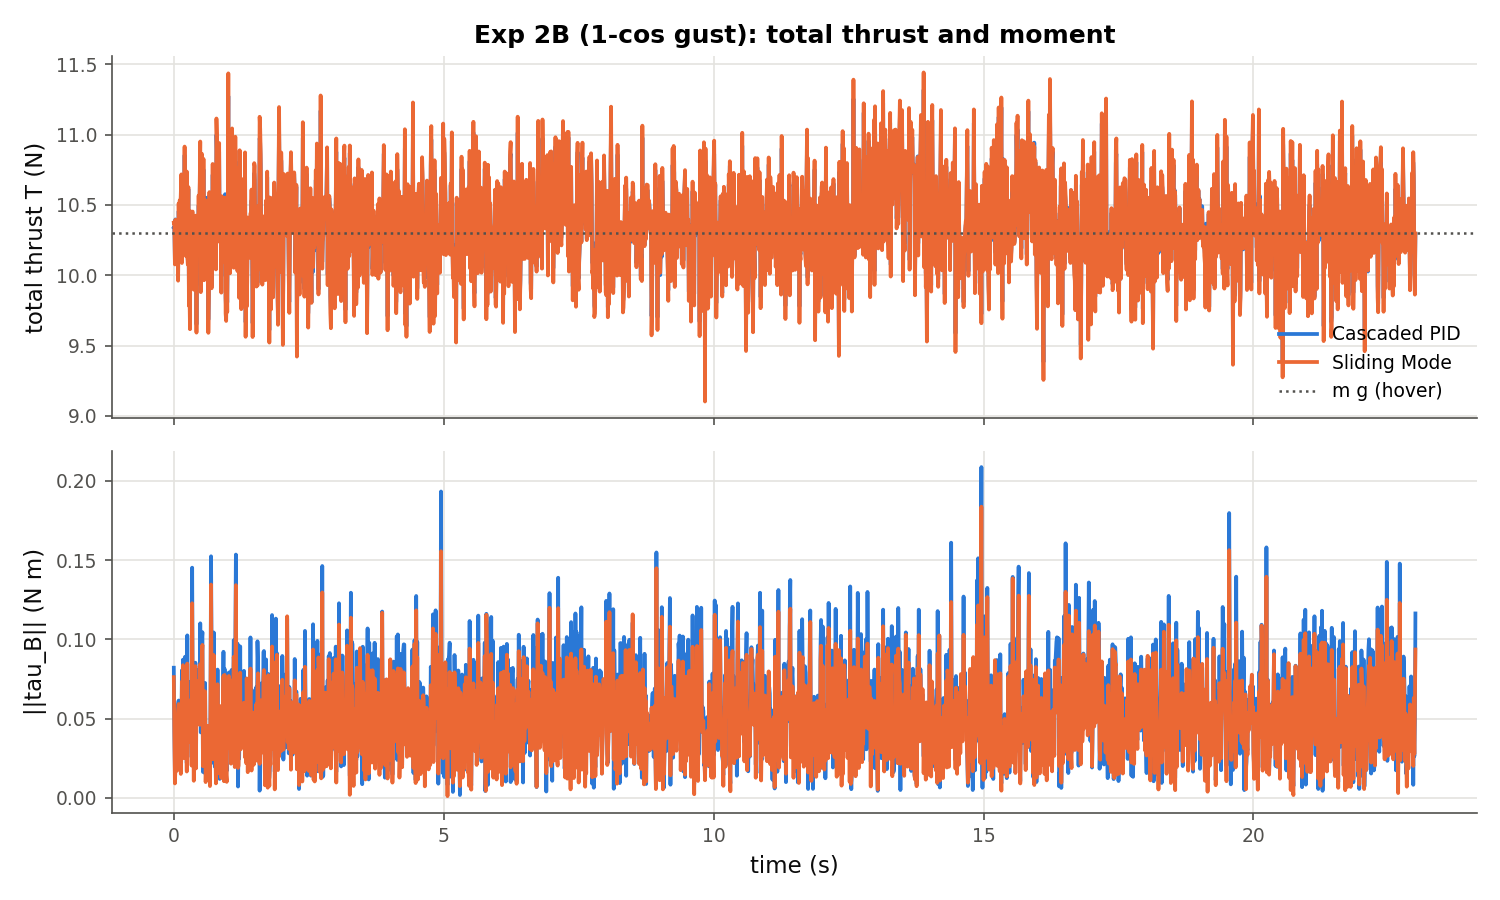 Exp 2B (1-cos gust): total thrust and moment
total thrust T (N)
11.5
11.0
10.5
10.0
9.5
9.0
Cascaded PID
Sliding Mode
m g (hover)
||tau_B|| (N m)
0.20
0.15
0.10
0.05
0.00
0 5 10 15 20
time (s)